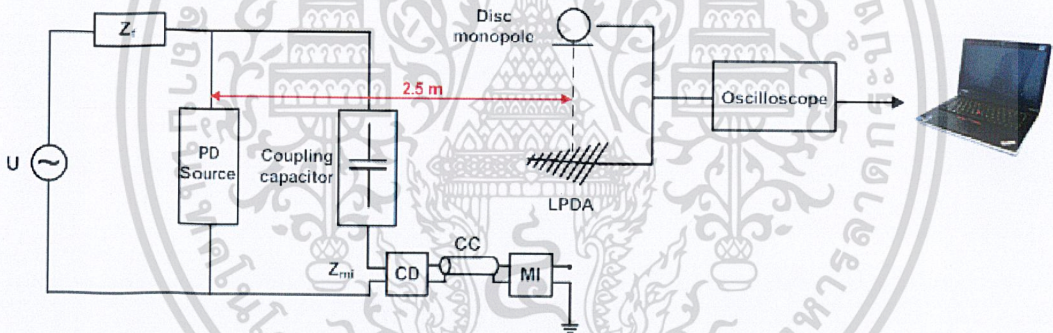 Zf
Disc
monopole
2.5 m
Oscilloscope
U
PD
Source
Coupling
capacitor
LPDA
Zmi
CD
CC
MI